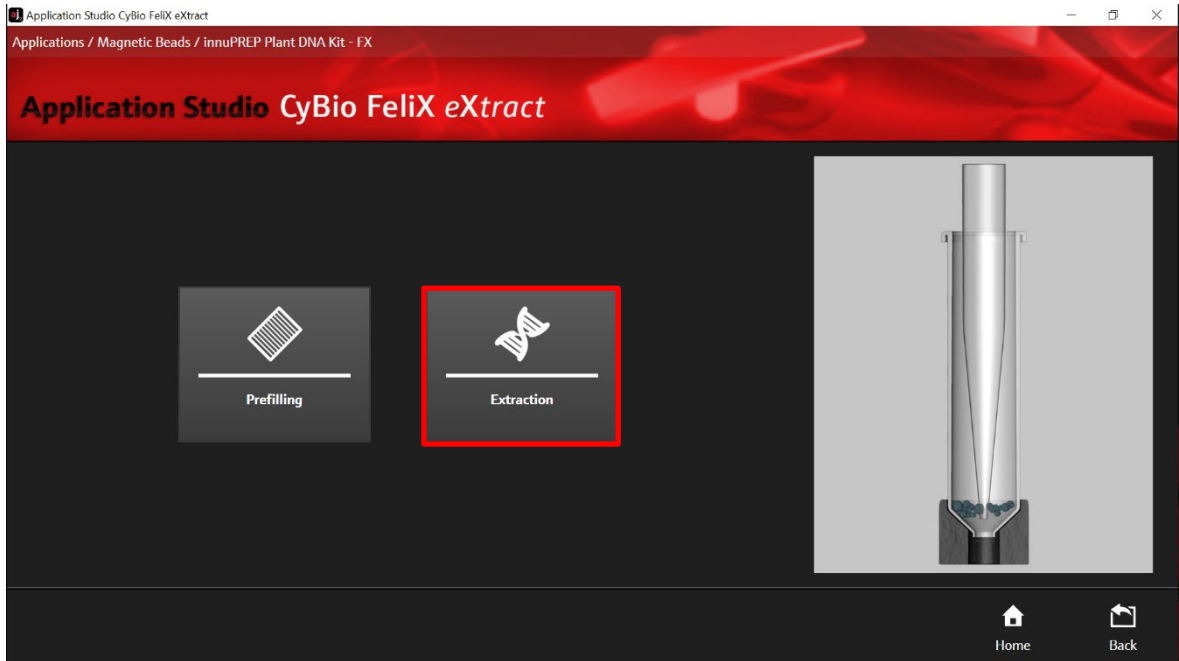 Application Studio CyBio FeliX eXtract
Applications / Magnetic Beads / innuPREP Plant DNA Kit - FX
Application Studio CyBio FeliX eXtract
Prefilling
Extraction
Home
Back